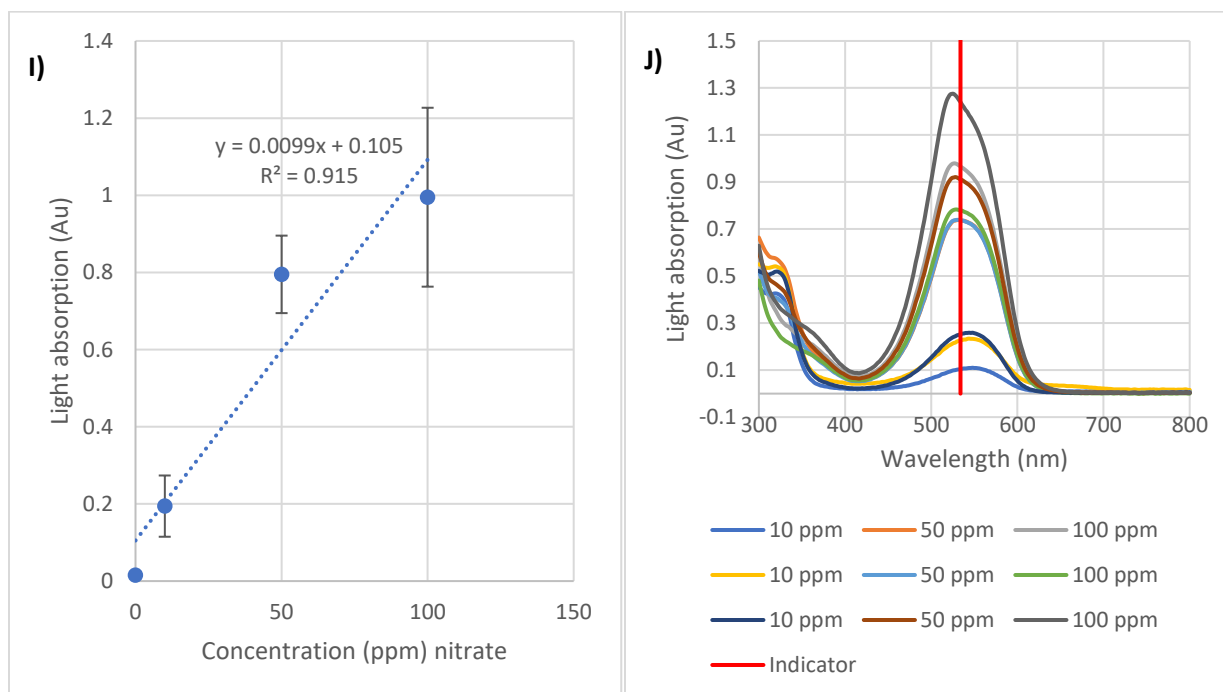 I)
1.4
1.2
1
0.8
0.6
0.4
0.2
0
y = 0.0099x + 0.105
R² = 0.915
0 50 100 150
Light absorption (Au)
Concentration (ppm) nitrate
J)
1.5
1.3
1.1
0.9
0.7
0.5
0.3
0.1
-0.1
300 400 500 600 700 800
Light absorption (Au)
Wavelength (nm)
10 ppm 50 ppm 100 ppm
10 ppm 50 ppm 100 ppm
10 ppm 50 ppm 100 ppm
Indicator